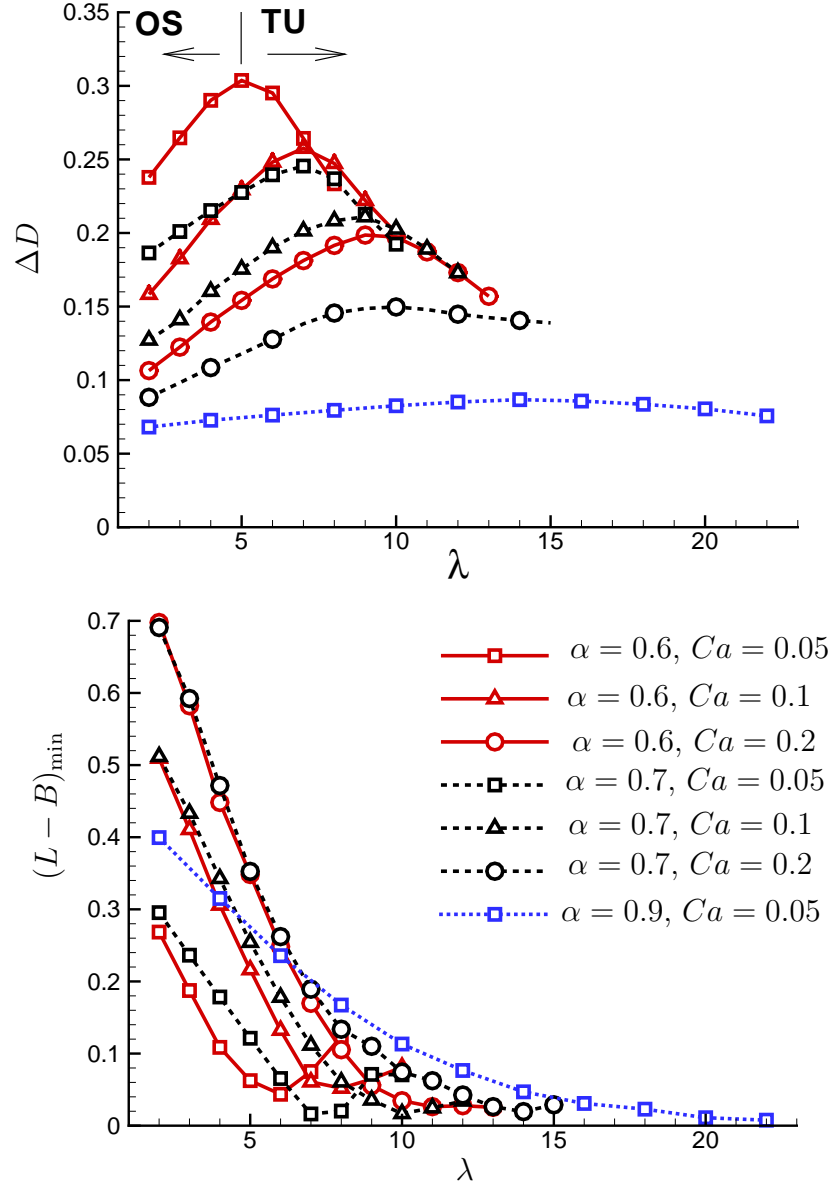 OS TU
0.35
0.3
0.25
0.2
0.15
0.1
0.05
0
ΔD
5 10 15 20
λ
0.7
0.6
0.5
0.4
0.3
0.2
0.1
0
(L − B)min
5 10 15 20
λ
α = 0.6, Ca = 0.05
α = 0.6, Ca = 0.1
α = 0.6, Ca = 0.2
α = 0.7, Ca = 0.05
α = 0.7, Ca = 0.1
α = 0.7, Ca = 0.2
α = 0.9, Ca = 0.05